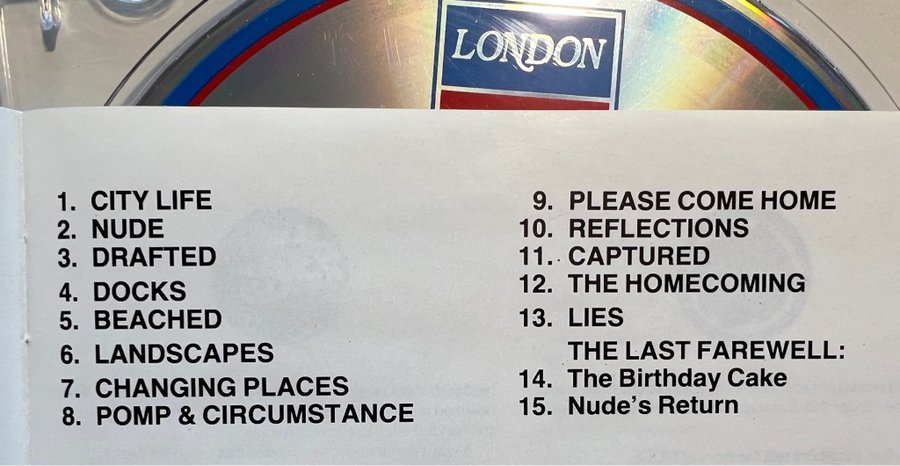 LONDON
1. CITY LIFE
2. NUDE
3. DRAFTED
4. DOCKS
5. BEACHED
6. LANDSCAPES
7. CHANGING PLACES
8. POMP & CIRCUMSTANCE
9. PLEASE COME HOME
10. REFLECTIONS
11. CAPTURED
12. THE HOMECOMING
13. LIES
THE LAST FAREWELL:
14. The Birthday Cake
15. Nude's Return